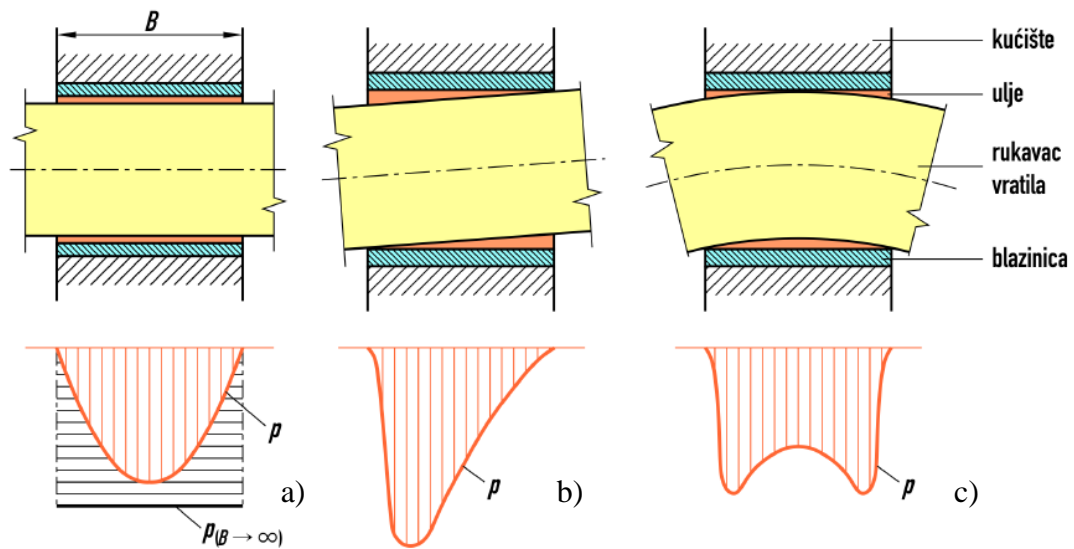 B
kućište
ulje
rukavac
vratila
blazinica
p
a)
p(B → ∞)
p
b)
p
c)